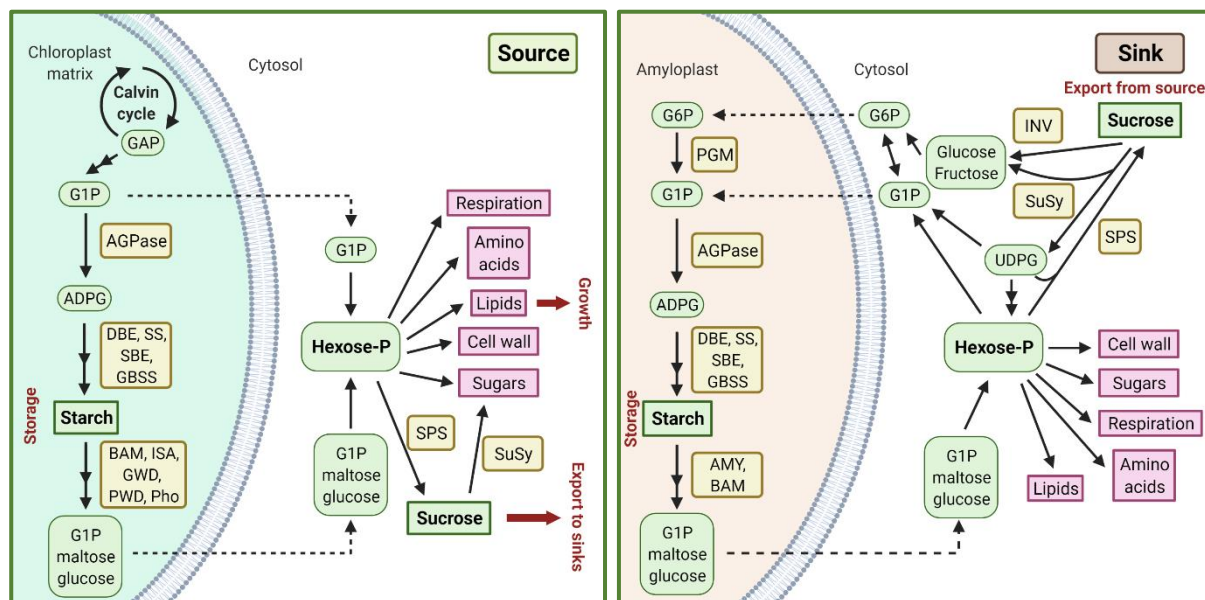 Source
Chloroplast
matrix
Cytosol
Calvin
cycle
GAP
G1P
AGPase
ADPG
DBE, SS,
SBE,
GBSS
Storage
Starch
BAM, ISA,
GWD,
PWD, Pho
G1P
maltose
glucose
G1P
Hexose-P
G1P
maltose
glucose
Respiration
Amino
acids
Lipids
Growth
Cell wall
Sugars
SPS
SuSy
Sucrose
Export to sinks
Sink
Amyloplast
Cytosol
Export from source
Sucrose
G6P
G6P
INV
PGM
Glucose
Fructose
G1P
G1P
SuSy
SPS
AGPase
UDPG
ADPG
DBE, SS,
SBE,
GBSS
Hexose-P
Cell wall
Sugars
Storage
Starch
Respiration
AMY,
BAM
G1P
maltose
glucose
Lipids
Amino
acids
G1P
maltose
glucose